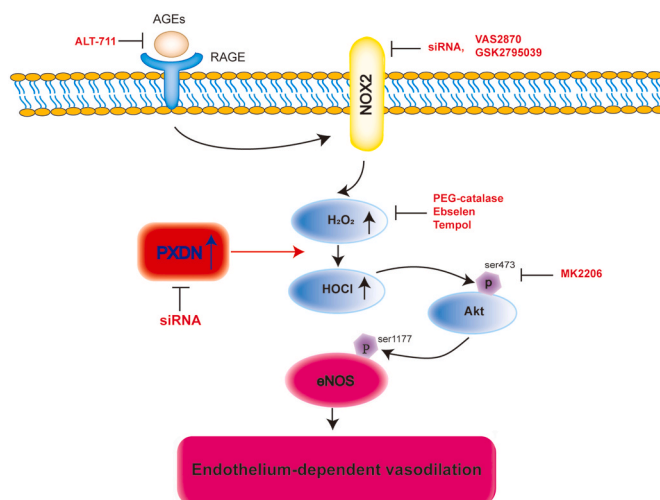 AGEs
ALT-711
RAGE
NOX2
siRNA,
VAS2870
GSK2795039
H₂O₂
PEG-catalase
Ebselen
Tempol
PXDN
siRNA
HOCl
ser473
p
Akt
MK2206
ser1177
p
eNOS
Endothelium-dependent vasodilation